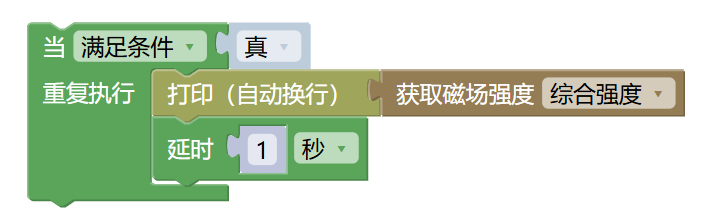 当 满足条件 真
重复执行 打印（自动换行） 获取磁场强度 综合强度
延时 1 秒